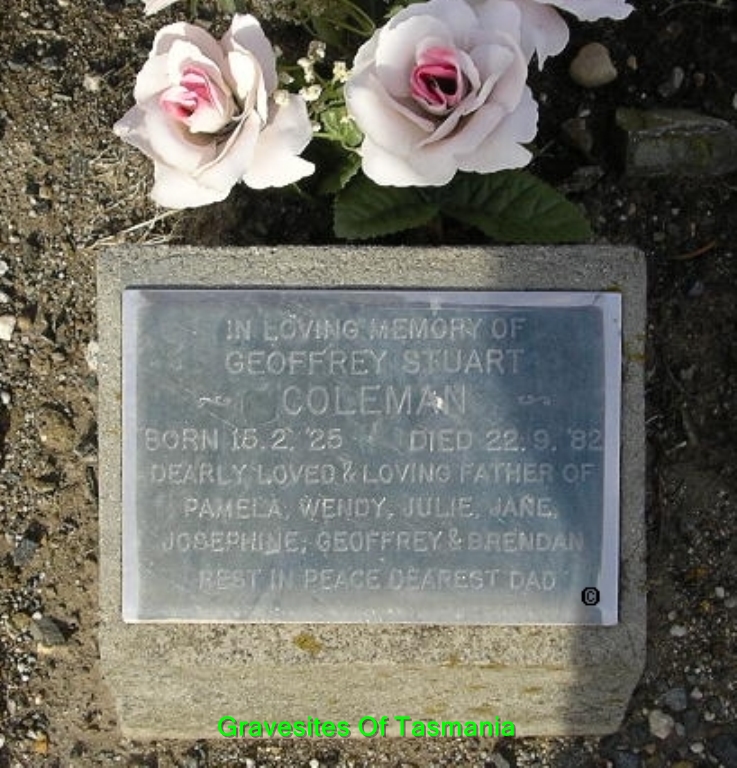 IN LOVING MEMORY OF
GEOFFREY STUART
COLEMAN
BORN 15.2.'25 DIED 22.9.'82
DEARLY LOVED & LOVING FATHER OF
PAMELA, WENDY, JULIE, JANE,
JOSEPHINE, GEOFFREY & BRENDAN
REST IN PEACE DEAREST DAD
©
Gravesites Of Tasmania